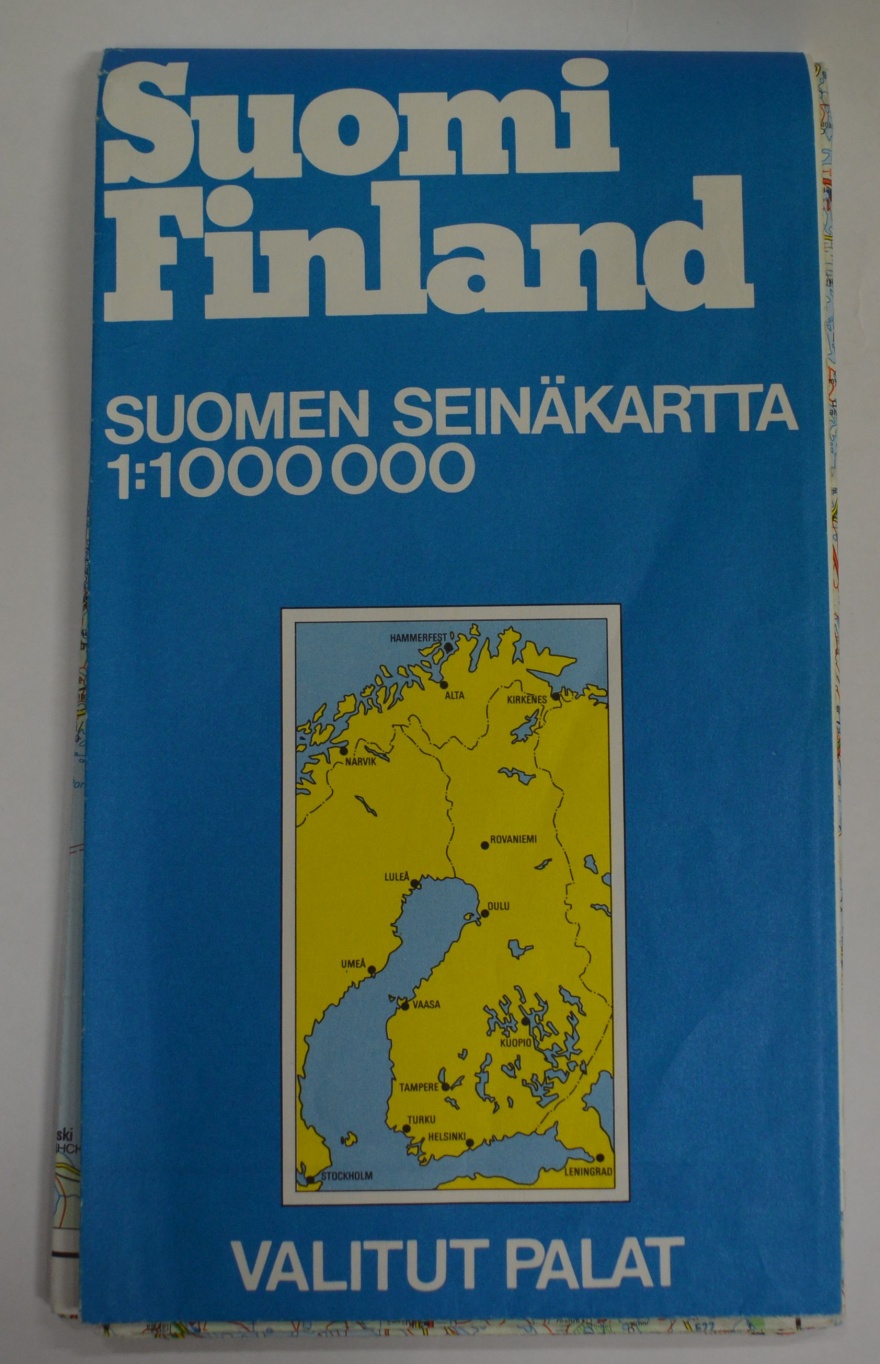 Suomi
Finland
SUOMEN SEINÄKARTTA
1:1000 000
HAMMERFEST
ALTA
KIRKENES
NARVIK
ROVANIEMI
LULEÅ
OULU
UMEÅ
VAASA
KUOPIO
TAMPERE
TURKU
HELSINKI
STOCKHOLM
LENINGRAD
VALITUT PALAT
ski